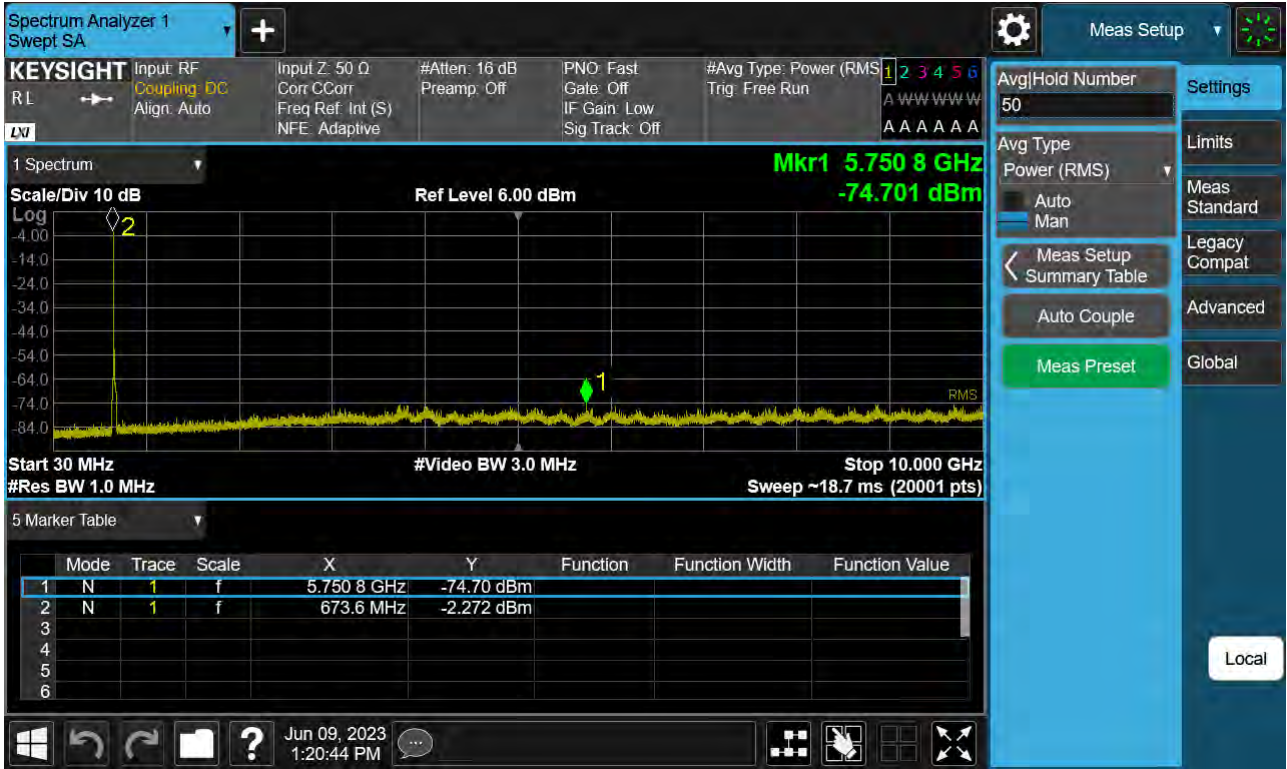 Spectrum Analyzer 1
Swept SA
+
Meas Setup
KEYSIGHT
RL
LXI
Input: RF
Coupling: DC
Align: Auto
Input Z: 50 Ω
Corr CCorr
Freq Ref: Int (S)
NFE: Adaptive
#Atten: 16 dB
Preamp: Off
PNO: Fast
Gate: Off
IF Gain: Low
Sig Track: Off
#Avg Type: Power (RMS
Trig: Free Run
1 2 3 4 5 6
A W W W W W
A A A A A A
1 Spectrum
Mkr1 5.750 8 GHz
Scale/Div 10 dB
Ref Level 6.00 dBm
-74.701 dBm
Log
2
-4.00
-14.0
-24.0
-34.0
-44.0
-54.0
-64.0
1
RMS
-74.0
-84.0
Start 30 MHz
#Video BW 3.0 MHz
Stop 10.000 GHz
#Res BW 1.0 MHz
Sweep ~18.7 ms (20001 pts)
5 Marker Table
Mode Trace Scale X Y Function Function Width Function Value
1 N 1 f 5.750 8 GHz -74.70 dBm
2 N 1 f 673.6 MHz -2.272 dBm
3
4
5
6
Avg|Hold Number
50
Avg Type
Power (RMS)
Auto
Man
Meas Setup
Summary Table
Auto Couple
Meas Preset
Settings
Limits
Meas
Standard
Legacy
Compat
Advanced
Global
Local
?
Jun 09, 2023
1:20:44 PM